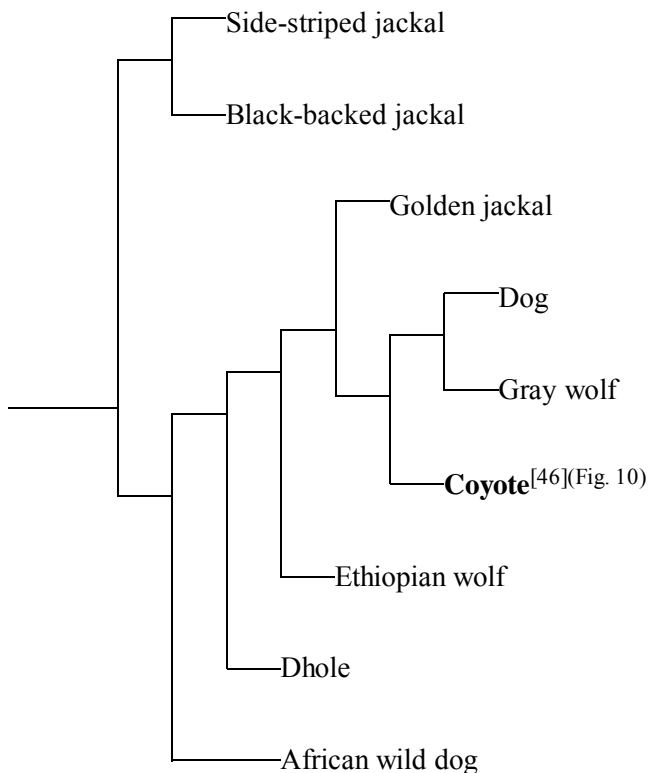 Side-striped jackal
Black-backed jackal
Golden jackal
Dog
Gray wolf
Coyote[46](Fig. 10)
Ethiopian wolf
Dhole
African wild dog